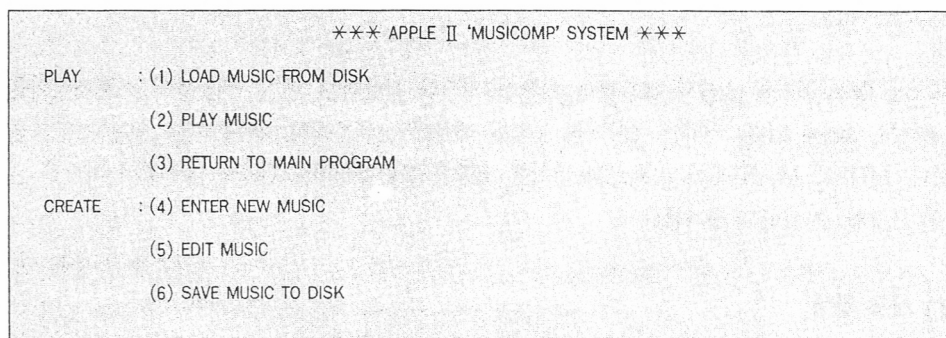 *** APPLE II ‘MUSICOMP’ SYSTEM ***
PLAY : (1) LOAD MUSIC FROM DISK
(2) PLAY MUSIC
(3) RETURN TO MAIN PROGRAM
CREATE : (4) ENTER NEW MUSIC
(5) EDIT MUSIC
(6) SAVE MUSIC TO DISK